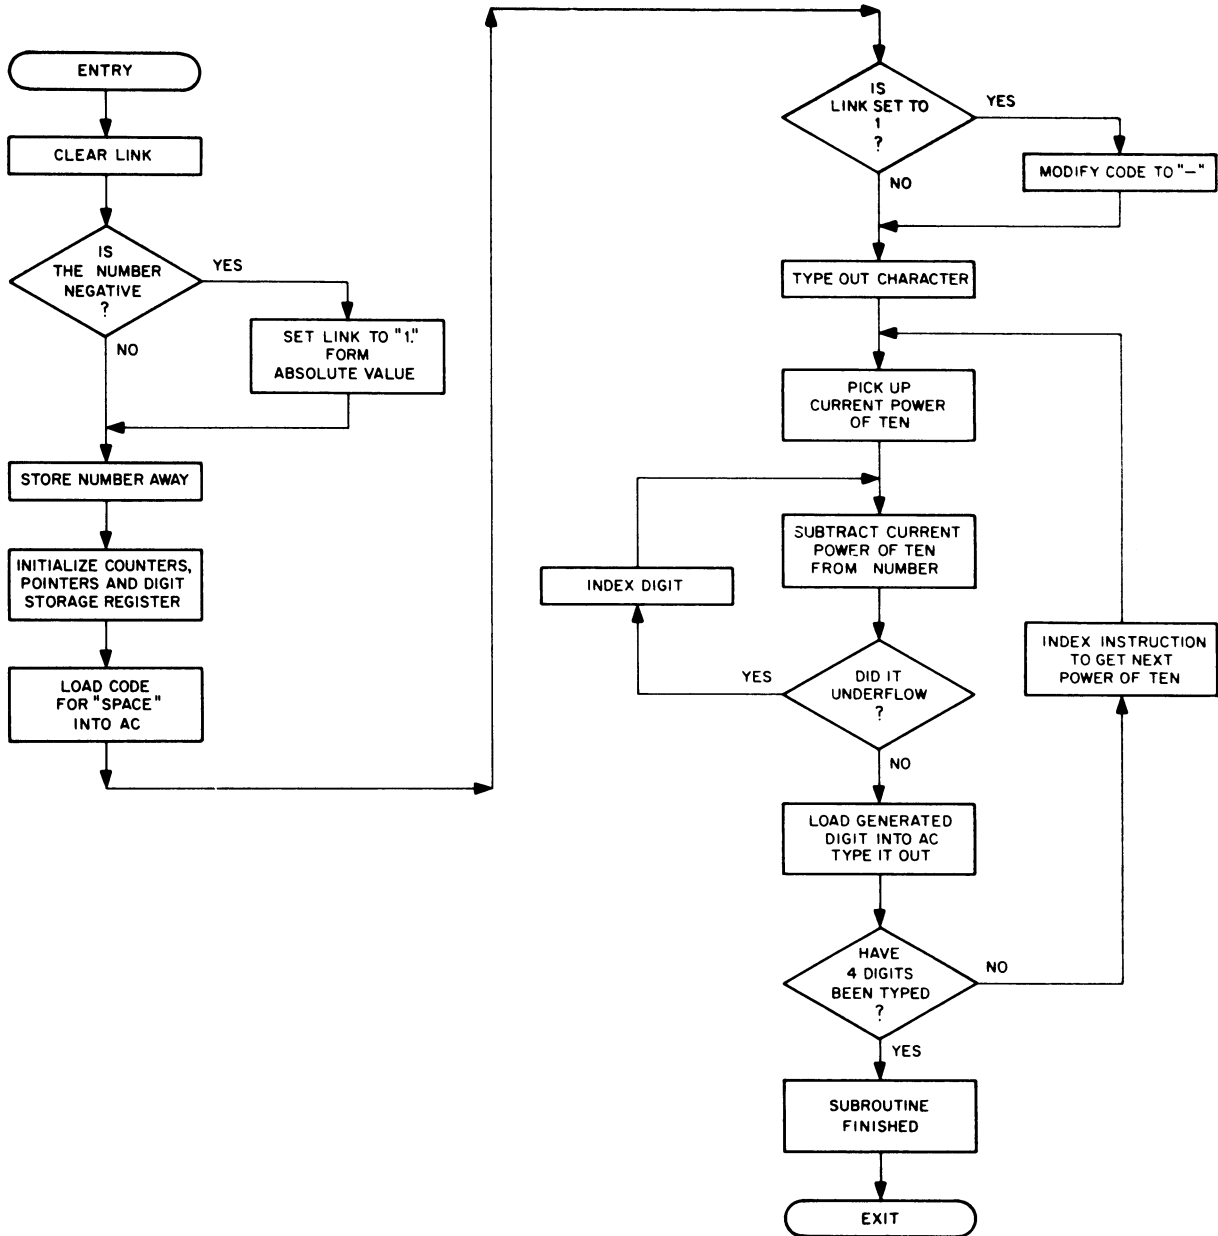 ENTRY
CLEAR LINK
IS
THE NUMBER
NEGATIVE
?
YES
NO
SET LINK TO "1."
FORM
ABSOLUTE VALUE
STORE NUMBER AWAY
INITIALIZE COUNTERS,
POINTERS AND DIGIT
STORAGE REGISTER
LOAD CODE
FOR "SPACE"
INTO AC
IS
LINK SET TO
1
?
YES
NO
MODIFY CODE TO "—"
TYPE OUT CHARACTER
PICK UP
CURRENT POWER
OF TEN
SUBTRACT CURRENT
POWER OF TEN
FROM NUMBER
INDEX DIGIT
DID IT
UNDERFLOW
?
YES
NO
INDEX INSTRUCTION
TO GET NEXT
POWER OF TEN
LOAD GENERATED
DIGIT INTO AC
TYPE IT OUT
HAVE
4 DIGITS
BEEN TYPED
?
NO
YES
SUBROUTINE
FINISHED
EXIT